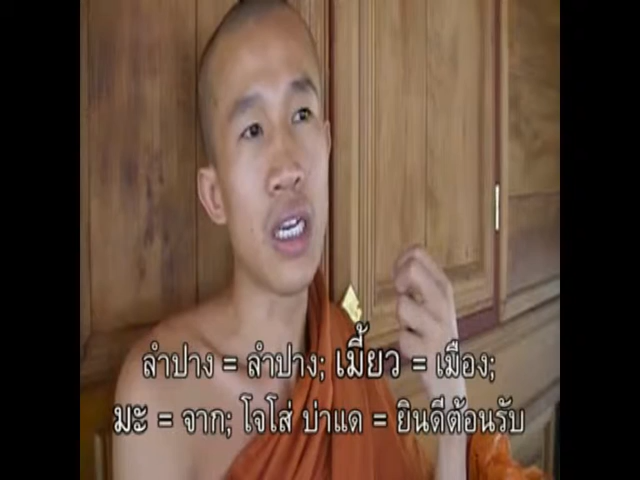 ลำปาง = ลำปาง; เมี้ยว = เมือง;
มะ = จาก; โจโส่ บ่าแด = ยินดีต้อนรับ